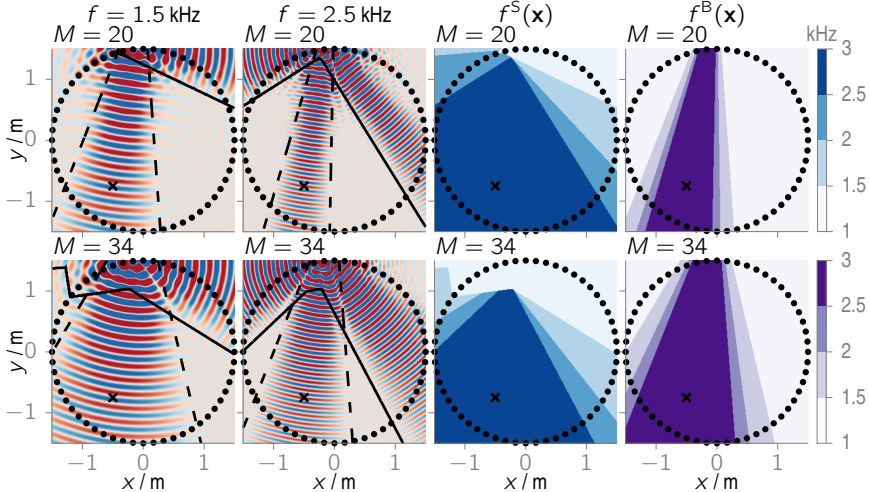 f = 1.5 kHz f = 2.5 kHz f^S(x) f^B(x)
M = 20 M = 20 M = 20 M = 20 kHz
1 3
2.5
y / m 0 2
1.5
−1 1
M = 34 M = 34 M = 34 M = 34
1 3
2.5
y / m 0 2
1.5
−1 1
−1 0 1 −1 0 1 −1 0 1 −1 0 1
x / m x / m x / m x / m